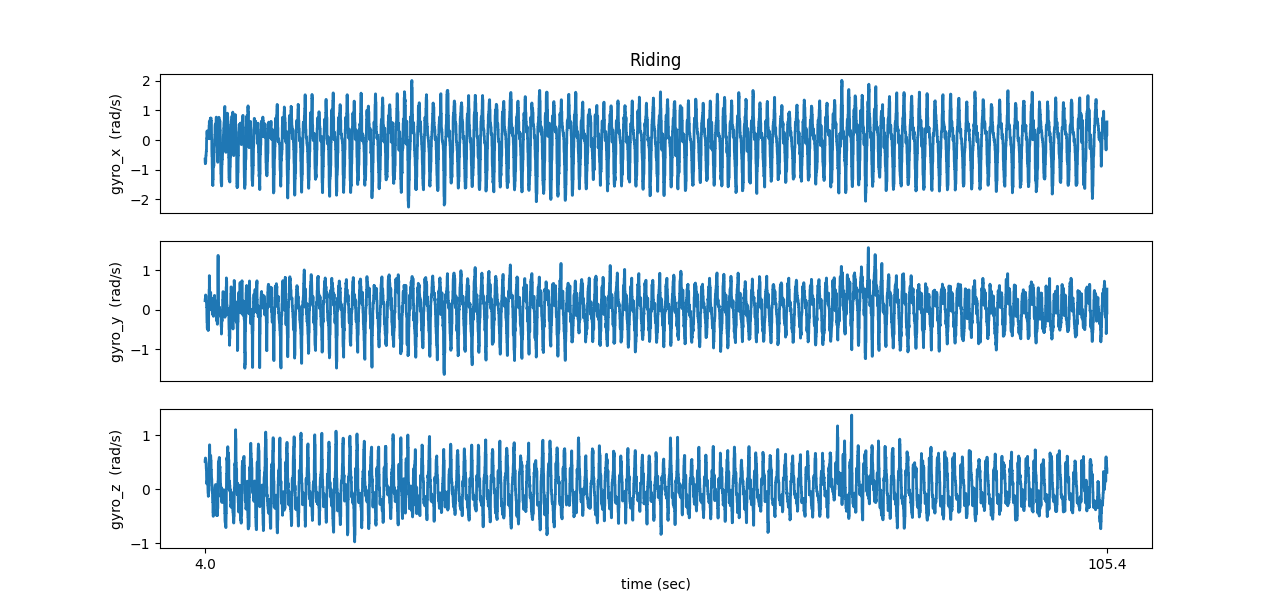 Riding
gyro_x (rad/s)
2
1
0
−1
−2
gyro_y (rad/s)
1
0
−1
gyro_z (rad/s)
1
0
−1
4.0
105.4
time (sec)